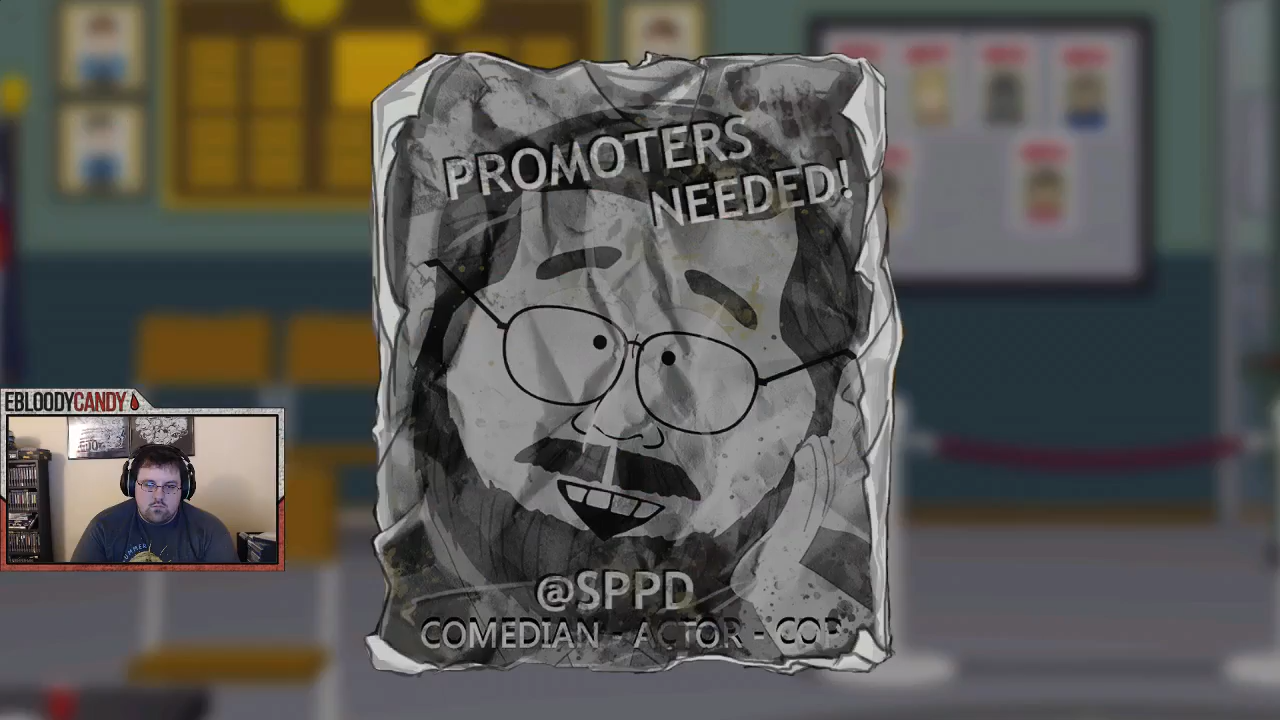 PROMOTERS
NEEDED!
@SPPD
COMEDIAN - ACTOR - COP
EBLOODYCANDY